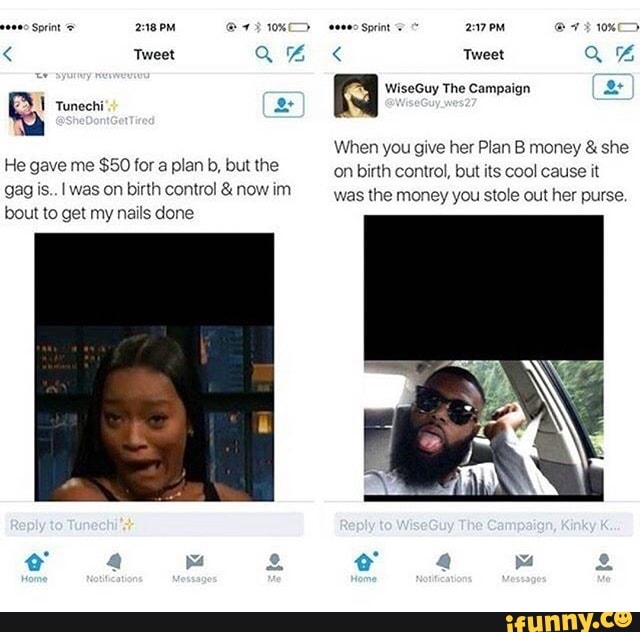 Sprint 2:18 PM 10%
Tweet
Sydney Retweeted
Tunechi
@SheDontGetTired
He gave me $50 for a plan b, but the
gag is.. I was on birth control & now im
bout to get my nails done
Reply to Tunechi
Home Notifications Messages Me
Sprint 2:17 PM 10%
Tweet
WiseGuy The Campaign
@WiseGuy_wes27
When you give her Plan B money & she
on birth control, but its cool cause it
was the money you stole out her purse.
Reply to WiseGuy The Campaign, Kinky K...
Home Notifications Messages Me
ifunny.co